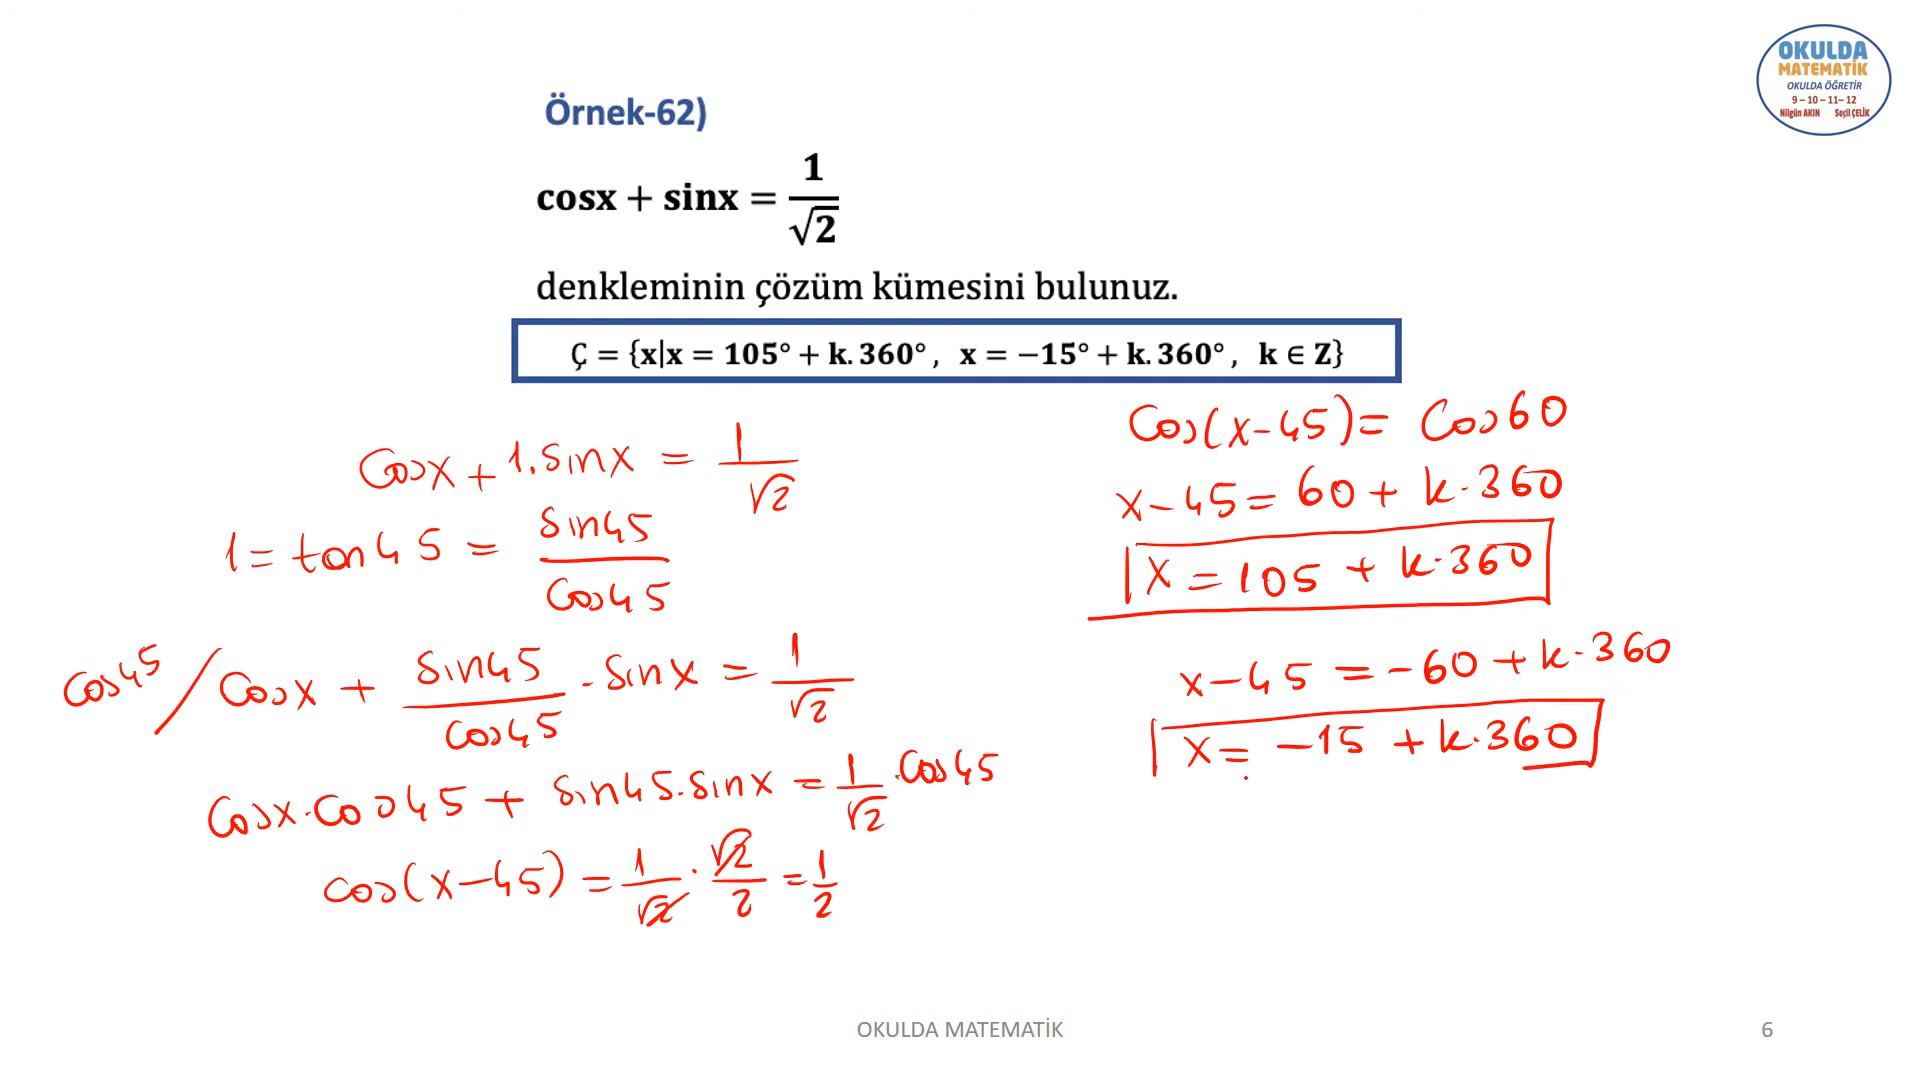 OKULDA
MATEMATİK
OKULDA ÖĞRETİR
9 – 10 – 11– 12
Nilgün AKIN Seçil ÇELİK
Örnek-62)
cosx + sinx = 1/√2
denkleminin çözüm kümesini bulunuz.
Ç = {x|x = 105° + k. 360° , x = −15° + k. 360° , k ∈ Z}
Cosx + 1.sinx = 1/√2
1 = tan45 = sin45/cos45
cos45 / Cosx + sin45/cos45 . sinx = 1/√2
Cosx.Cos45 + sin45.sinx = 1/√2 . Cos45
cos(x−45) = 1/√2 . √2/2 = 1/2
Cos(x−45) = Cos60
x−45 = 60 + k.360
x = 105 + k.360
x−45 = −60 + k.360
x = −15 + k.360
OKULDA MATEMATİK
6